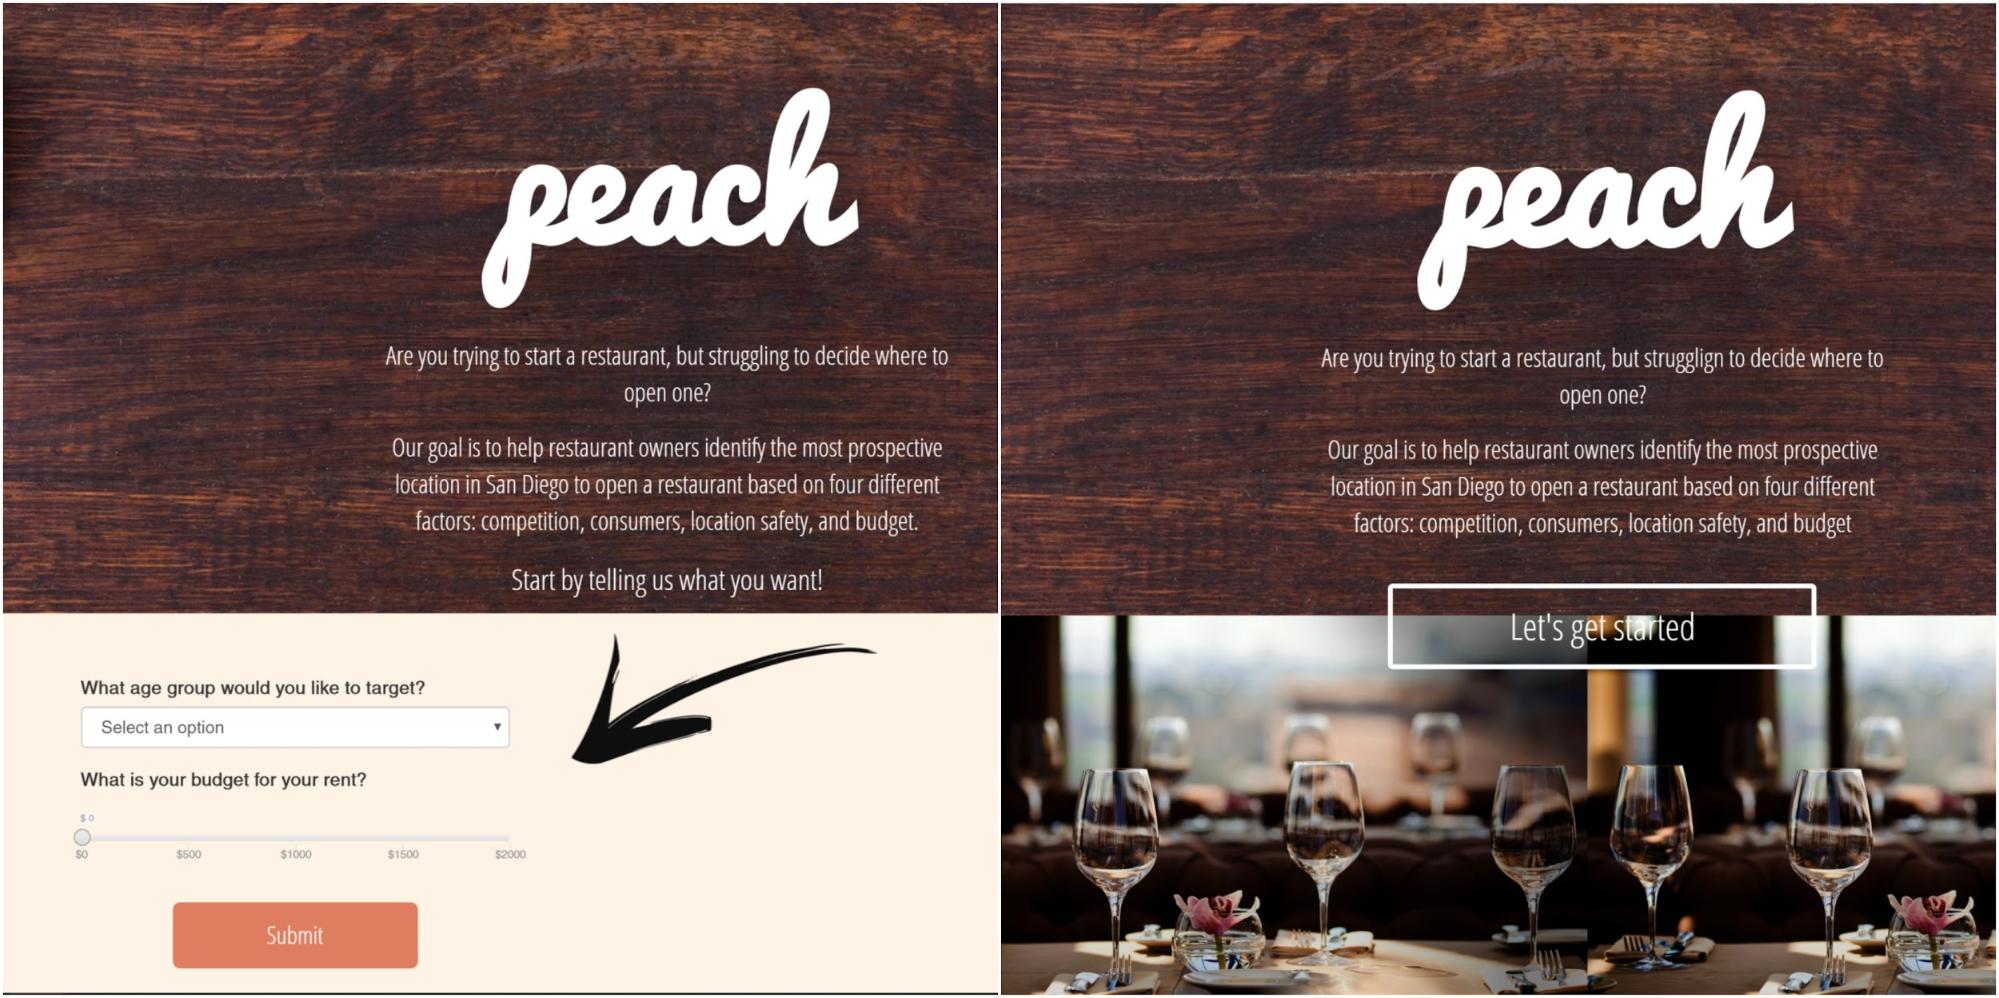 peach
Are you trying to start a restaurant, but struggling to decide where to
open one?
Our goal is to help restaurant owners identify the most prospective
location in San Diego to open a restaurant based on four different
factors: competition, consumers, location safety, and budget.
Start by telling us what you want!
What age group would you like to target?
Select an option
What is your budget for your rent?
$ 0
$0 $500 $1000 $1500 $2000
Submit
peach
Are you trying to start a restaurant, but strugglign to decide where to
open one?
Our goal is to help restaurant owners identify the most prospective
location in San Diego to open a restaurant based on four different
factors: competition, consumers, location safety, and budget
Let's get started